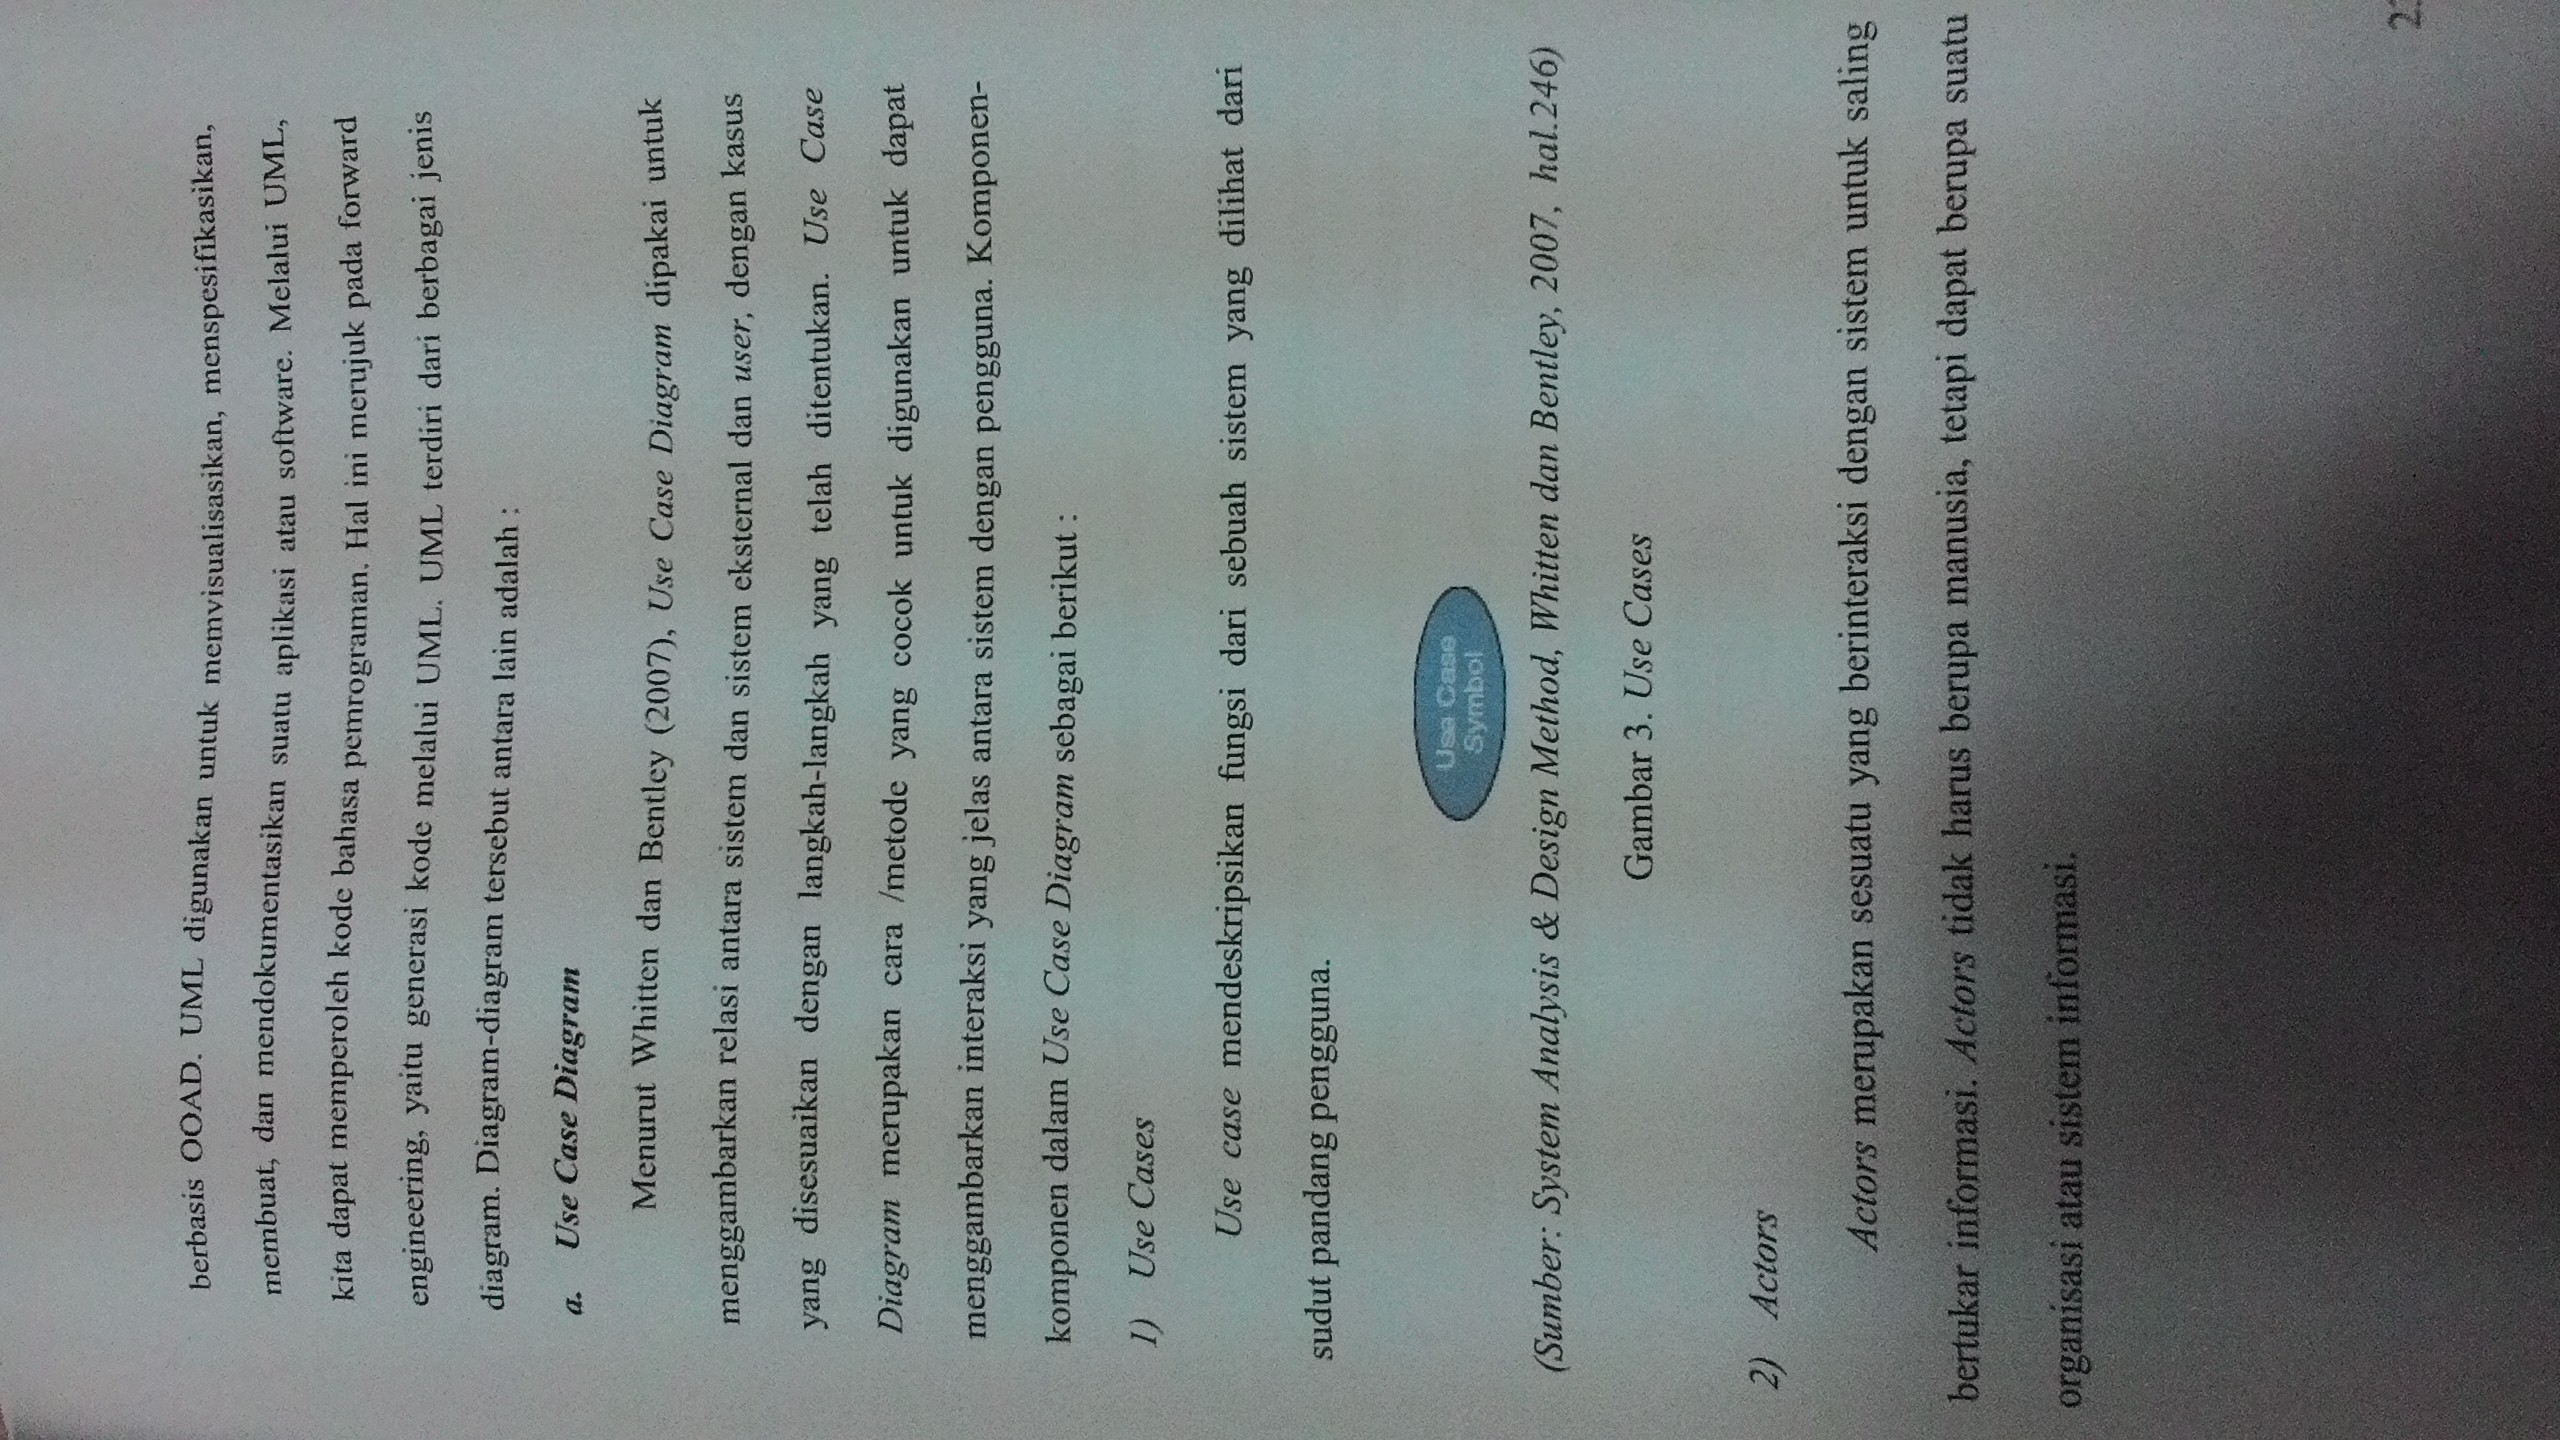 berbasis OOAD. UML digunakan untuk memvisualisasikan, menspesifikasikan,
membuat, dan mendokumentasikan suatu aplikasi atau software. Melalui UML,
kita dapat memperoleh kode bahasa pemrograman. Hal ini merujuk pada forward
engineering, yaitu generasi kode melalui UML. UML terdiri dari berbagai jenis
diagram. Diagram-diagram tersebut antara lain adalah :
a. Use Case Diagram
Menurut Whitten dan Bentley (2007), Use Case Diagram dipakai untuk
menggambarkan relasi antara sistem dan sistem eksternal dan user, dengan kasus
yang disesuaikan dengan langkah-langkah yang telah ditentukan. Use Case
Diagram merupakan cara /metode yang cocok untuk digunakan untuk dapat
menggambarkan interaksi yang jelas antara sistem dengan pengguna. Komponen-
komponen dalam Use Case Diagram sebagai berikut :
1) Use Cases
Use case mendeskripsikan fungsi dari sebuah sistem yang dilihat dari
sudut pandang pengguna.
Use Case
Symbol
(Sumber: System Analysis & Design Method, Whitten dan Bentley, 2007, hal.246)
Gambar 3. Use Cases
2) Actors
Actors merupakan sesuatu yang berinteraksi dengan sistem untuk saling
bertukar informasi. Actors tidak harus berupa manusia, tetapi dapat berupa suatu
organisasi atau sistem informasi.